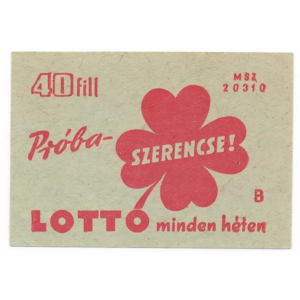 40 fill
MSZ
20310
Próba-
SZERENCSE!
B
LOTTÓ minden héten